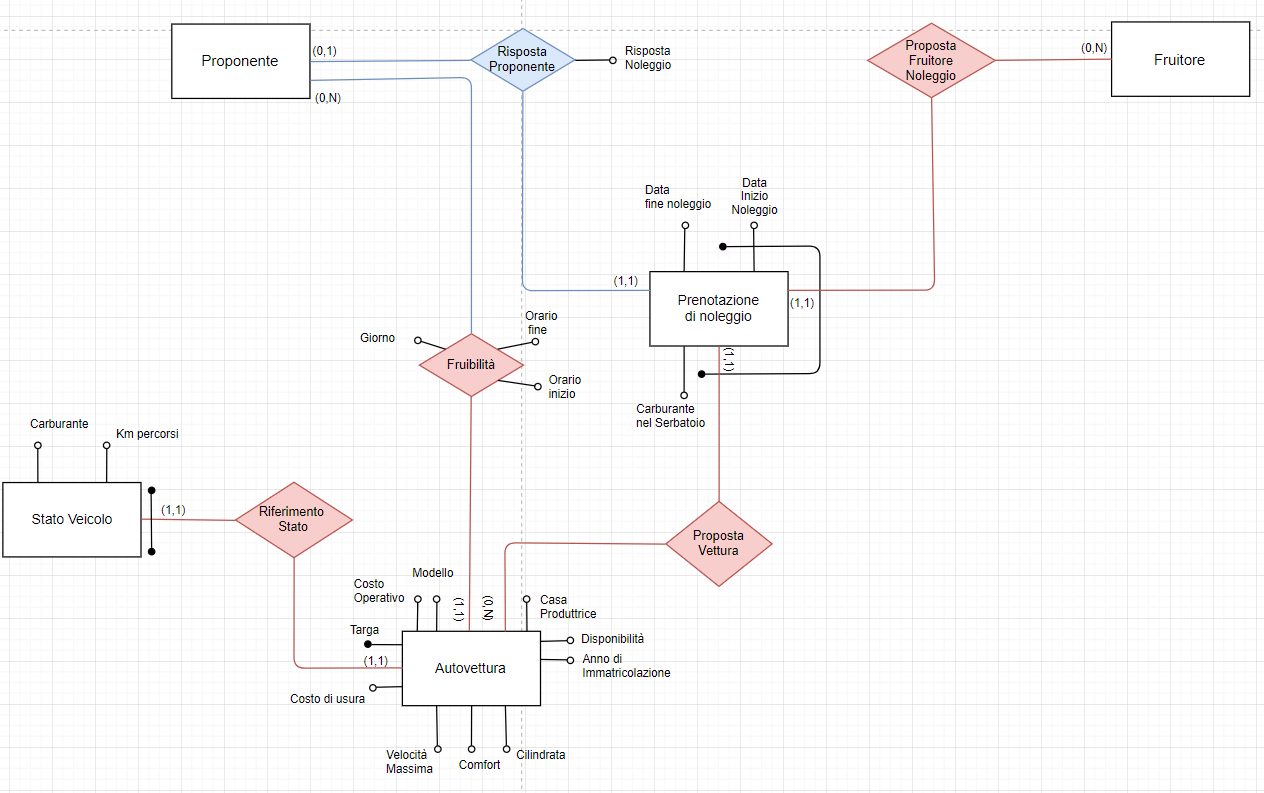 Proponente
(0,1)
(0,N)
Risposta
Proponente
Risposta
Noleggio
Proposta
Fruitore
Noleggio
(0,N)
Fruitore
Data
fine noleggio
Data
Inizio
Noleggio
(1,1)
Prenotazione
di noleggio
(1,1)
(1,1)
Carburante
nel Serbatoio
Giorno
Orario
fine
Fruibilità
Orario
inizio
Carburante
Km percorsi
Stato Veicolo
(1,1)
Riferimento
Stato
Proposta
Vettura
Costo
Operativo
Modello
(1,1)
(0,N)
Casa
Produttrice
Targa
(1,1)
Autovettura
Disponibilità
Anno di
Immatricolazione
Costo di usura
Velocità
Massima
Comfort
Cilindrata